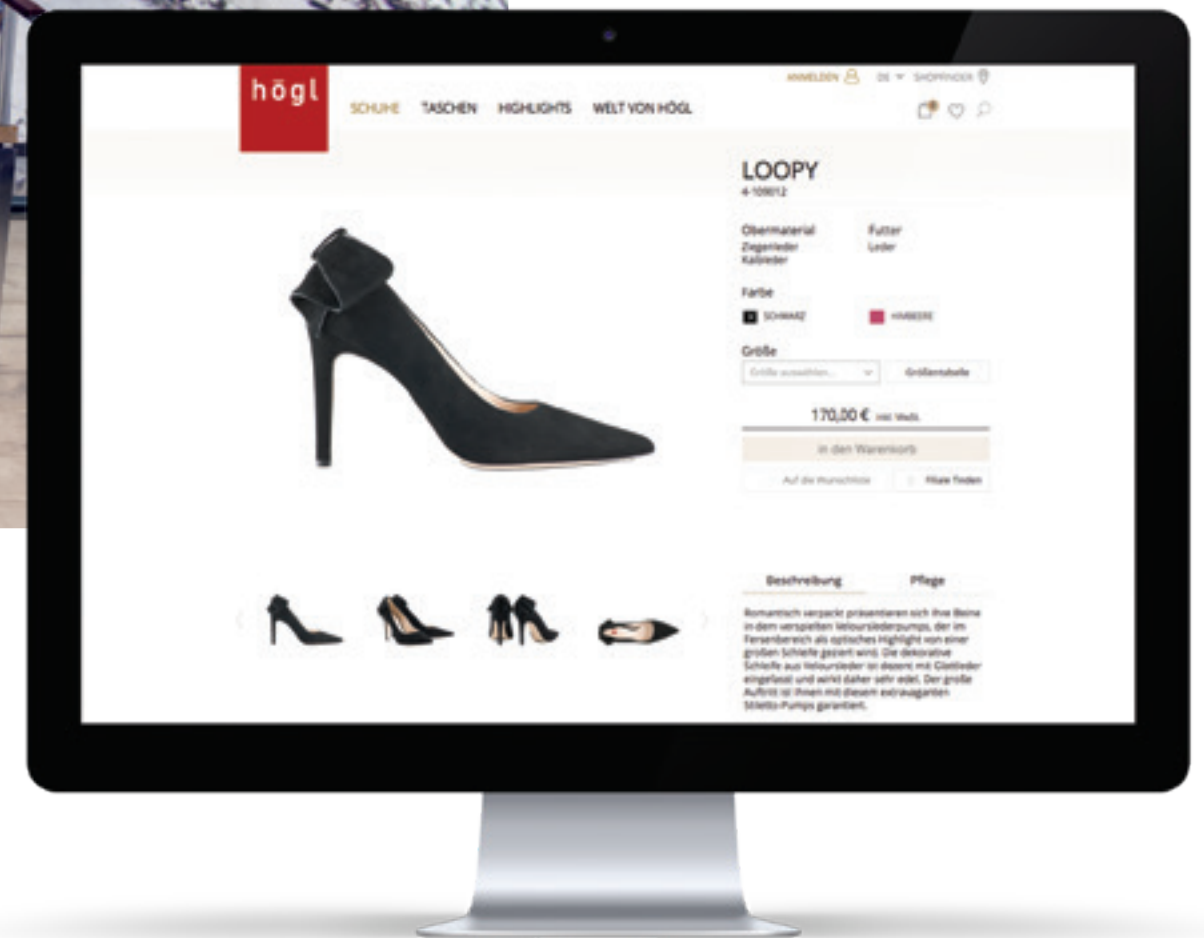 högl
ANMELDEN DE SHOPFINDER
SCHUHE TASCHEN HIGHLIGHTS WELT VON HÖGL
LOOPY
4-109012
Obermaterial Futter
Ziegenleder Leder
Kalbleder
Farbe
SCHWARZ HIMBEERE
Größe
Größe auswählen... Größentabelle
170,00 € inkl. MwSt.
in den Warenkorb
Auf die Wunschliste Filiale finden
Beschreibung Pflege
Romantisch verpackt präsentieren sich Ihre Beine
in dem verspielten Veloursléderpumps, der im
Fersenbereich als optisches Highlight von einer
großen Schleife geziert wird. Die dekorative
Schleife aus Veloursleder ist dezent mit Glattleder
eingefasst und wirkt daher sehr edel. Der große
Auftritt ist Ihnen mit diesem extravaganten
Stiletto-Pumps garantiert.